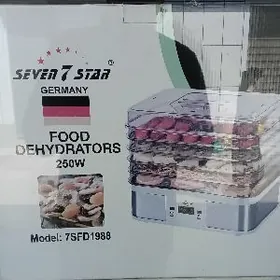 SEVEN 7 STAR ®
GERMANY
FOOD
DEHYDRATORS
250W
Model: 7SFD1988